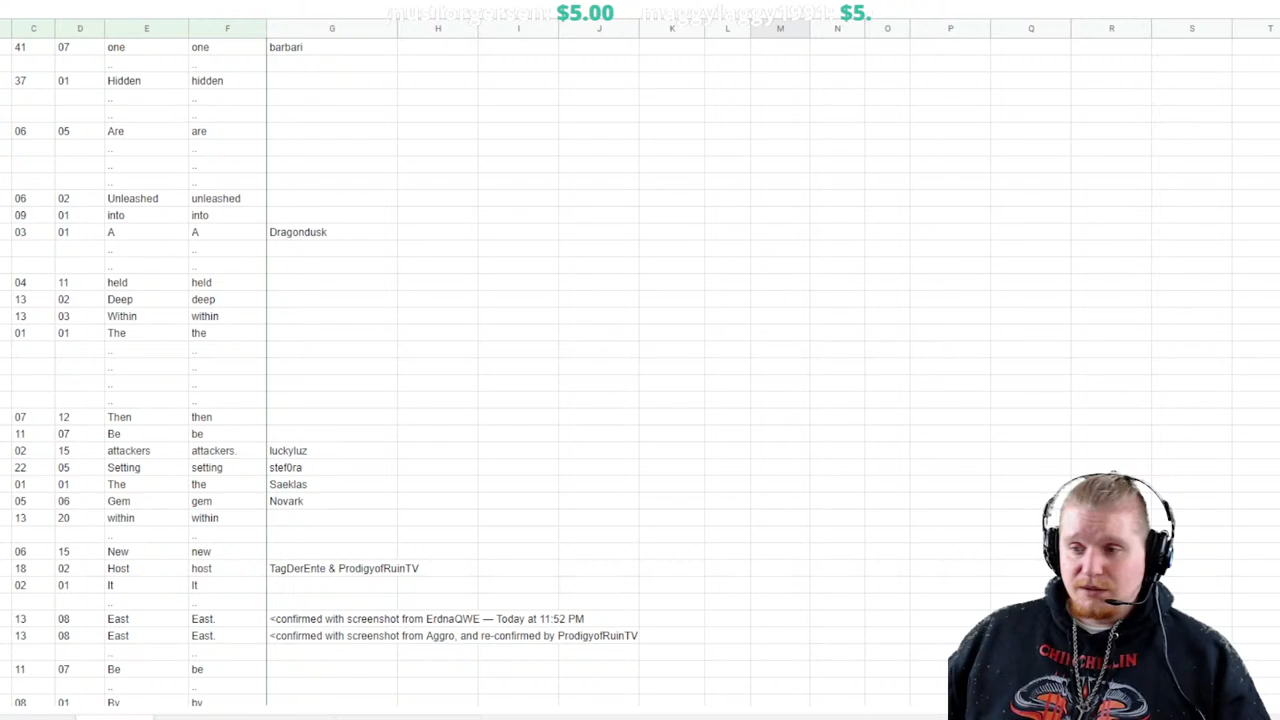 mustforgorsen: $5.00 maggylaggy1991: $5.
C D E F G H I J K L M N O P Q R S T
41 07 one one barbari
.. ..
37 01 Hidden hidden
.. ..
.. ..
06 05 Are are
.. ..
.. ..
.. ..
06 02 Unleashed unleashed
09 01 into into
03 01 A A Dragondusk
.. ..
.. ..
04 11 held held
13 02 Deep deep
13 03 Within within
01 01 The the
.. ..
.. ..
.. ..
.. ..
07 12 Then then
11 07 Be be
02 15 attackers attackers. luckyluz
22 05 Setting setting stef0ra
01 01 The the Saeklas
05 06 Gem gem Novark
13 20 within within
.. ..
06 15 New new
18 02 Host host TagDerEnte & ProdigyofRuinTV
02 01 It It
.. ..
13 08 East East. <confirmed with screenshot from ErdnaQWE — Today at 11:52 PM
13 08 East East. <confirmed with screenshot from Aggro, and re-confirmed by ProdigyofRuinTV
.. ..
11 07 Be be
.. ..
08 01 By by
CHINCHILLIN